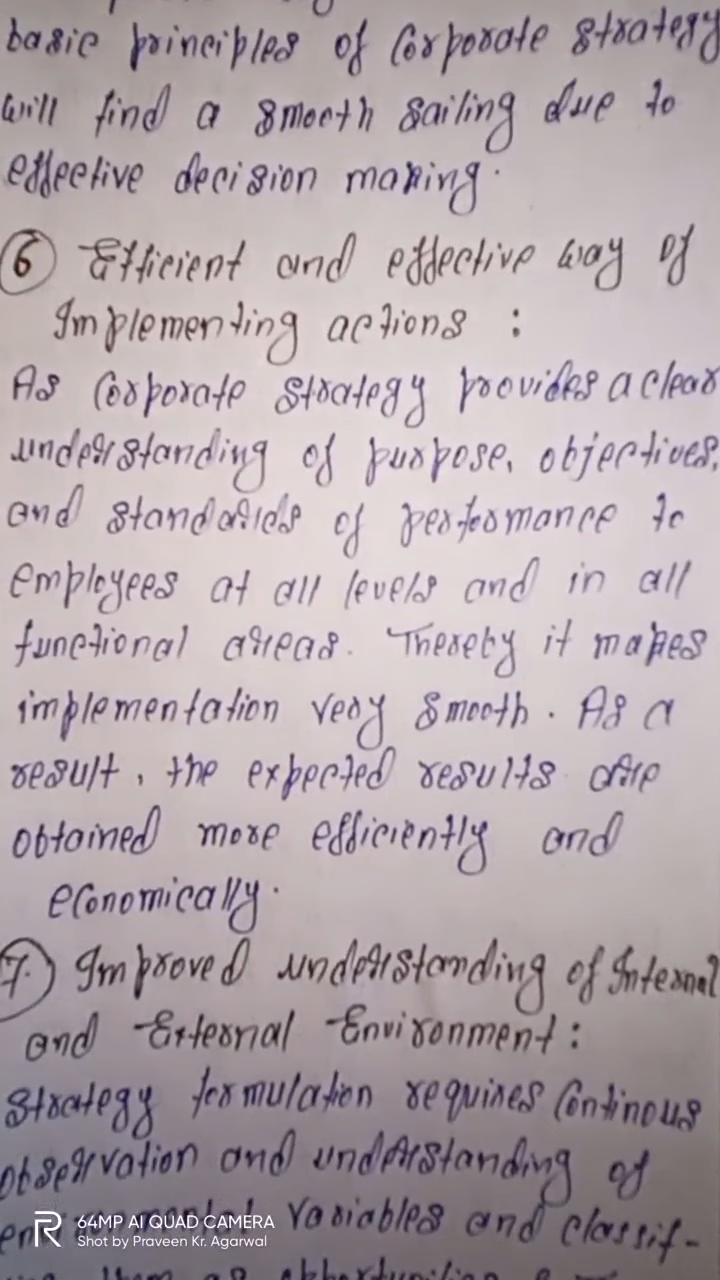 basic principles of Corporate strategy
will find a smooth sailing due to
effective decision making.
6 Efficient and effective way of
Implementing actions :
As Corporate strategy provides a clear
understanding of purpose, objectives,
and standards of performance to
employees at all levels and in all
functional areas. Thereby it makes
implementation very smooth. As a
result, the expected results are
obtained more efficiently and
economically.
7. Improved understanding of Internal
and External Environment :
Strategy formulation requires Continous
observation and understanding of
variables and classif-
R 64MP AI QUAD CAMERA
Shot by Praveen Kr. Agarwal